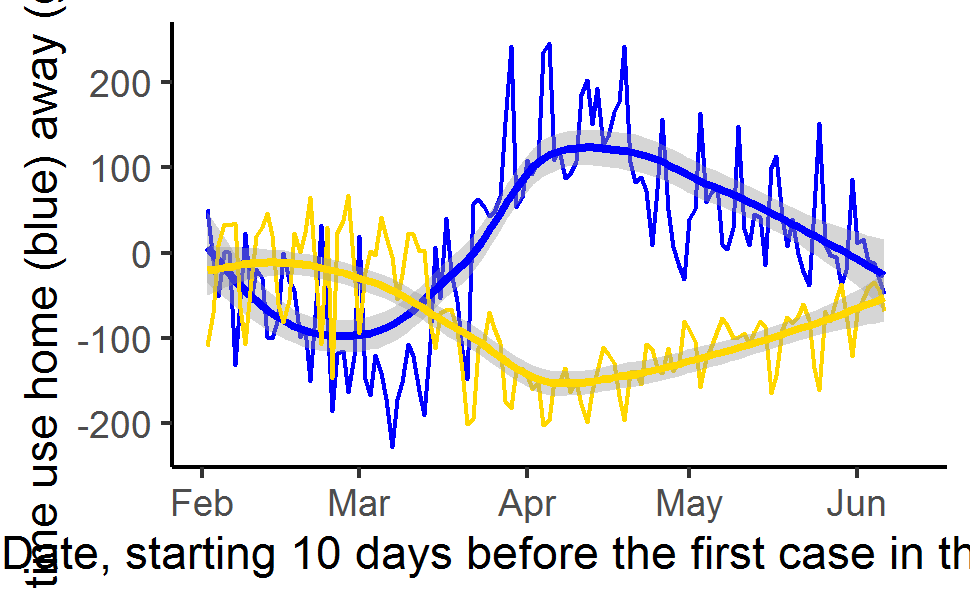 time use home (blue) away (g
200
100
0
-100
-200
Feb Mar Apr May Jun
Date, starting 10 days before the first case in th